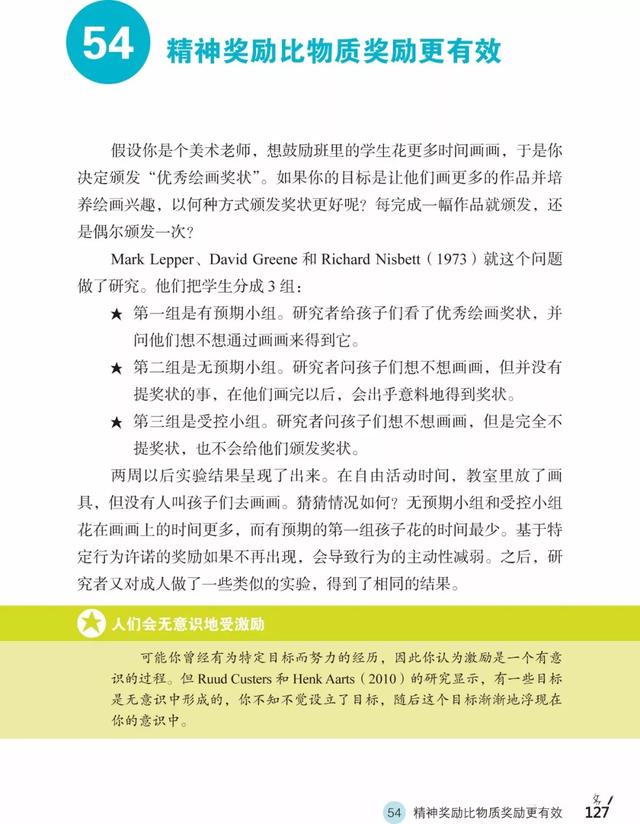 54
精神奖励比物质奖励更有效
假设你是个美术老师，想鼓励班里的学生花更多时间画画，于是你
决定颁发“优秀绘画奖状”。如果你的目标是让他们画更多的作品并培
养绘画兴趣，以何种方式颁发奖状更好呢？每完成一幅作品就颁发，还
是偶尔颁发一次？
Mark Lepper、David Greene 和 Richard Nisbett（1973）就这个问题
做了研究。他们把学生分成 3 组：
★ 第一组是有预期小组。研究者给孩子们看了优秀绘画奖状，并
问他们想不想通过画画来得到它。
★ 第二组是无预期小组。研究者问孩子们想不想画画，但并没有
提奖状的事，在他们画完以后，会出乎意料地得到奖状。
★ 第三组是受控小组。研究者问孩子们想不想画画，但是完全不
提奖状，也不会给他们颁发奖状。
两周以后实验结果呈现了出来。在自由活动时间，教室里放了画
具，但没有人叫孩子们去画画。猜猜情况如何？无预期小组和受控小组
花在画画上的时间更多，而有预期的第一组孩子花的时间最少。基于特
定行为许诺的奖励如果不再出现，会导致行为的主动性减弱。之后，研
究者又对成人做了一些类似的实验，得到了相同的结果。
人们会无意识地受激励
可能你曾经有为特定目标而努力的经历，因此你认为激励是一个有意
识的过程。但 Ruud Custers 和 Henk Aarts（2010）的研究显示，有一些目标
是无意识中形成的，你不知不觉设立了目标，随后这个目标渐渐地浮现在
你的意识中。
54 精神奖励比物质奖励更有效 127